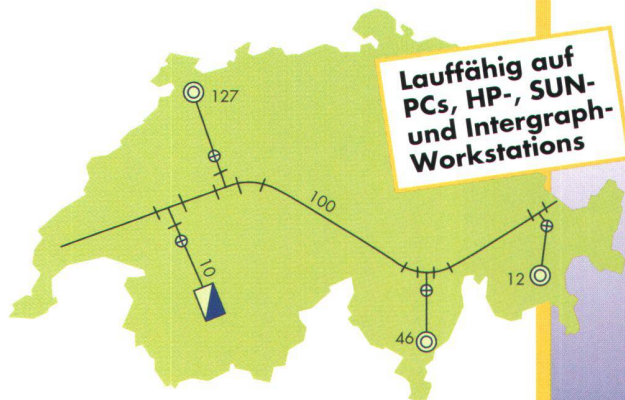 Lauffähig auf
PCs, HP-, SUN-
und Intergraph-
Workstations
127
100
10
12
46